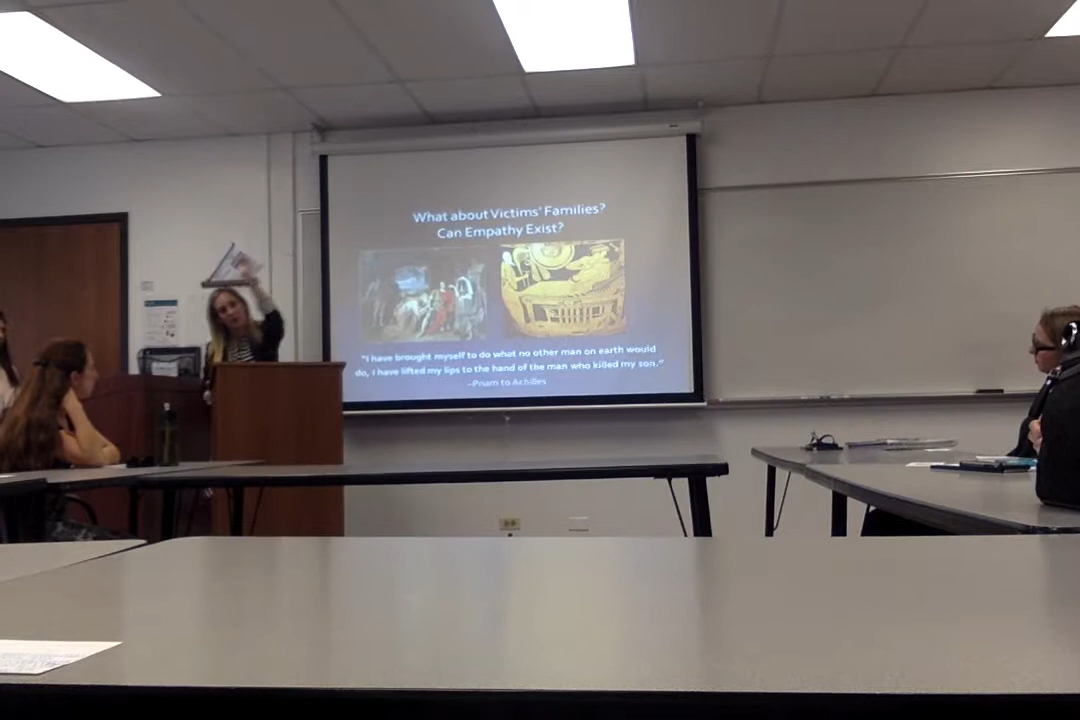 What about Victims' Families?
Can Empathy Exist?
"I have brought myself to do what no other man on earth would
do, I have lifted my lips to the hand of the man who killed my son."
–Priam to Achilles